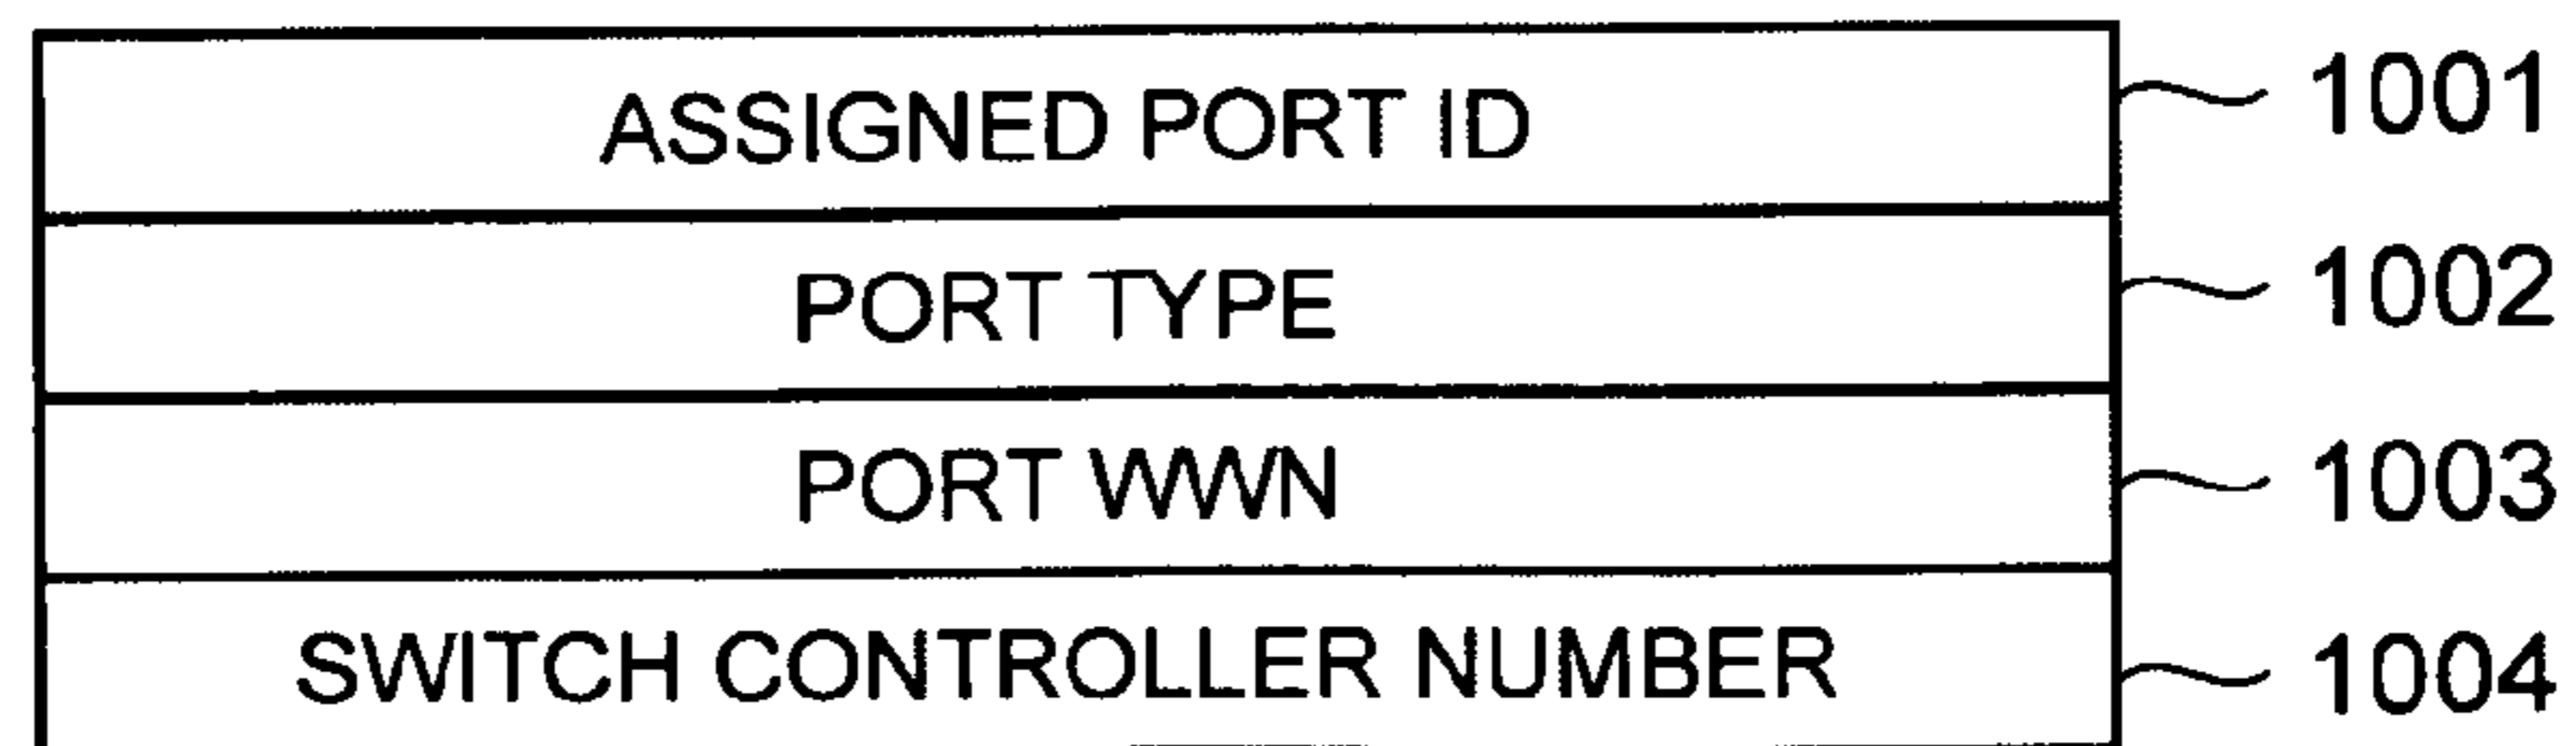 ASSIGNED PORT ID 1001
PORT TYPE 1002
PORT WWN 1003
SWITCH CONTROLLER NUMBER 1004